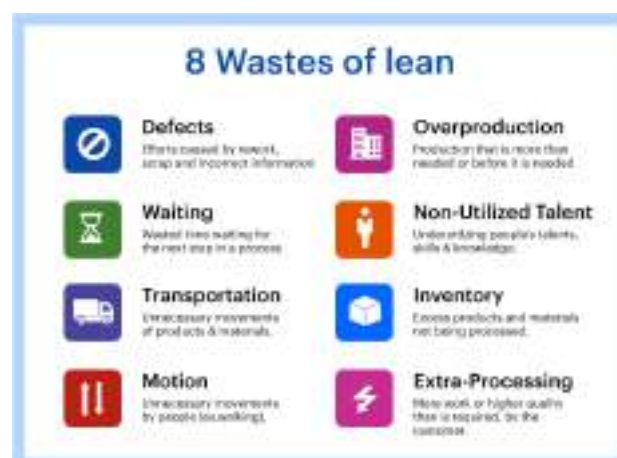 8 Wastes of lean
Defects
Efforts caused by rework,
scrap and incorrect information
Overproduction
Production that is more than
needed or before it is needed
Waiting
Wasted time waiting for
the next step in a process
Non-Utilized Talent
Underutilizing people's talents,
skills & knowledge.
Transportation
Unnecessary movements
of products & materials.
Inventory
Excess products and materials
not being processed.
Motion
Unnecessary movements
by people
Extra-Processing
More work or higher quality
than is required, by the
customer.